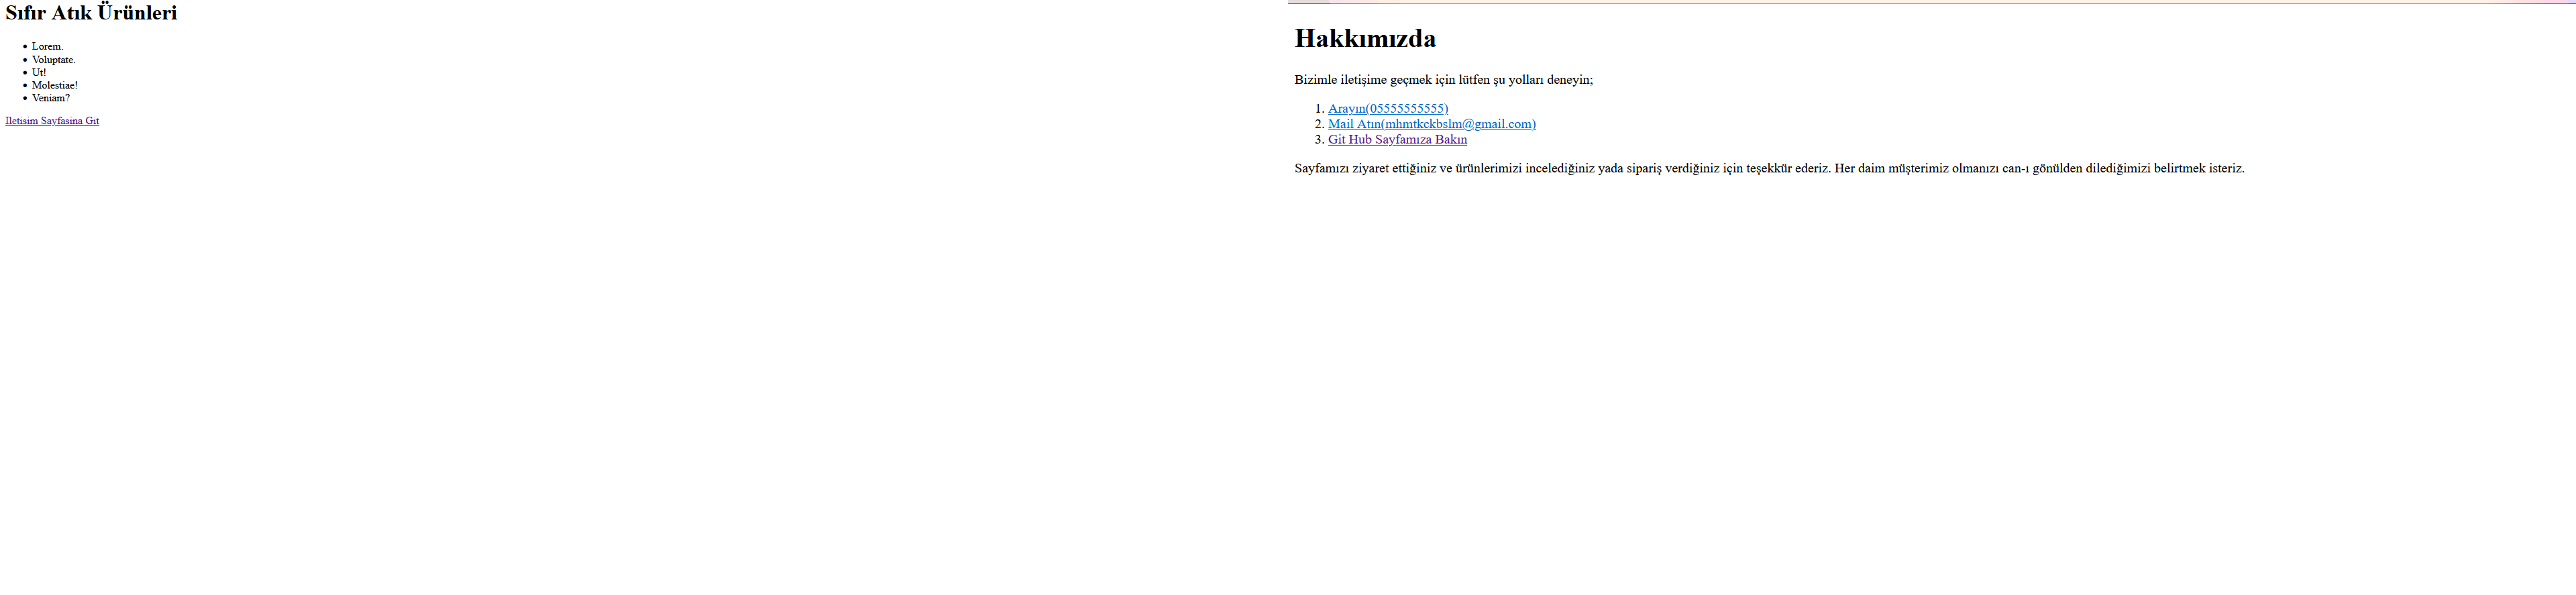 Sıfır Atık Ürünleri
• Lorem.
• Voluptate.
• Ut!
• Molestiae!
• Veniam?
Iletisim Sayfasina Git
Hakkımızda
Bizimle iletişime geçmek için lütfen şu yolları deneyin;
1. Arayın(05555555555)
2. Mail Atın(mhmtkckbslm@gmail.com)
3. Git Hub Sayfamıza Bakın
Sayfamızı ziyaret ettiğiniz ve ürünlerimizi incelediğiniz yada sipariş verdiğiniz için teşekkür ederiz. Her daim müşterimiz olmanızı can-ı gönülden dilediğimizi belirtmek isteriz.